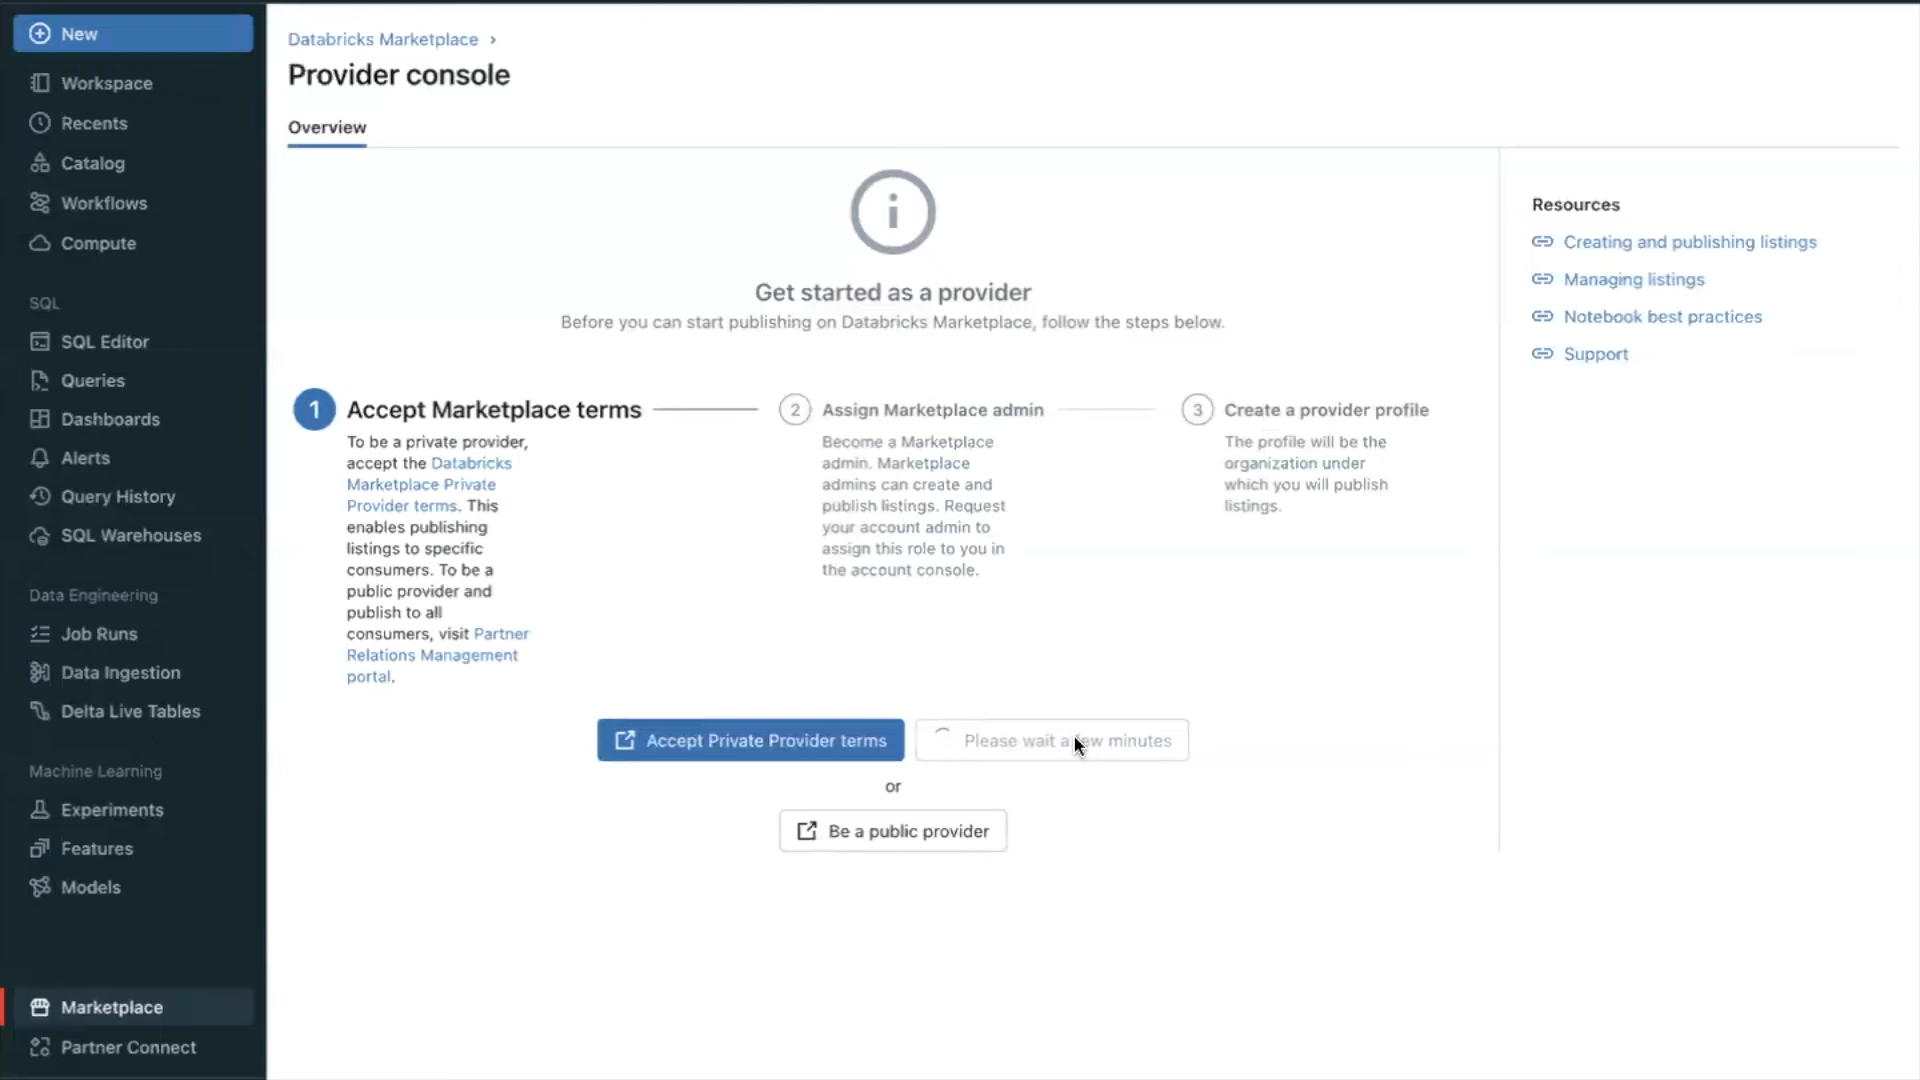 New
Workspace
Recents
Catalog
Workflows
Compute
SQL
SQL Editor
Queries
Dashboards
Alerts
Query History
SQL Warehouses
Data Engineering
Job Runs
Data Ingestion
Delta Live Tables
Machine Learning
Experiments
Features
Models
Marketplace
Partner Connect
Databricks Marketplace ›
Provider console
Overview
Get started as a provider
Before you can start publishing on Databricks Marketplace, follow the steps below.
1 Accept Marketplace terms
To be a private provider,
accept the Databricks
Marketplace Private
Provider terms. This
enables publishing
listings to specific
consumers. To be a
public provider and
publish to all
consumers, visit Partner
Relations Management
portal.
2 Assign Marketplace admin
Become a Marketplace
admin. Marketplace
admins can create and
publish listings. Request
your account admin to
assign this role to you in
the account console.
3 Create a provider profile
The profile will be the
organization under
which you will publish
listings.
Accept Private Provider terms
Please wait a few minutes
or
Be a public provider
Resources
Creating and publishing listings
Managing listings
Notebook best practices
Support